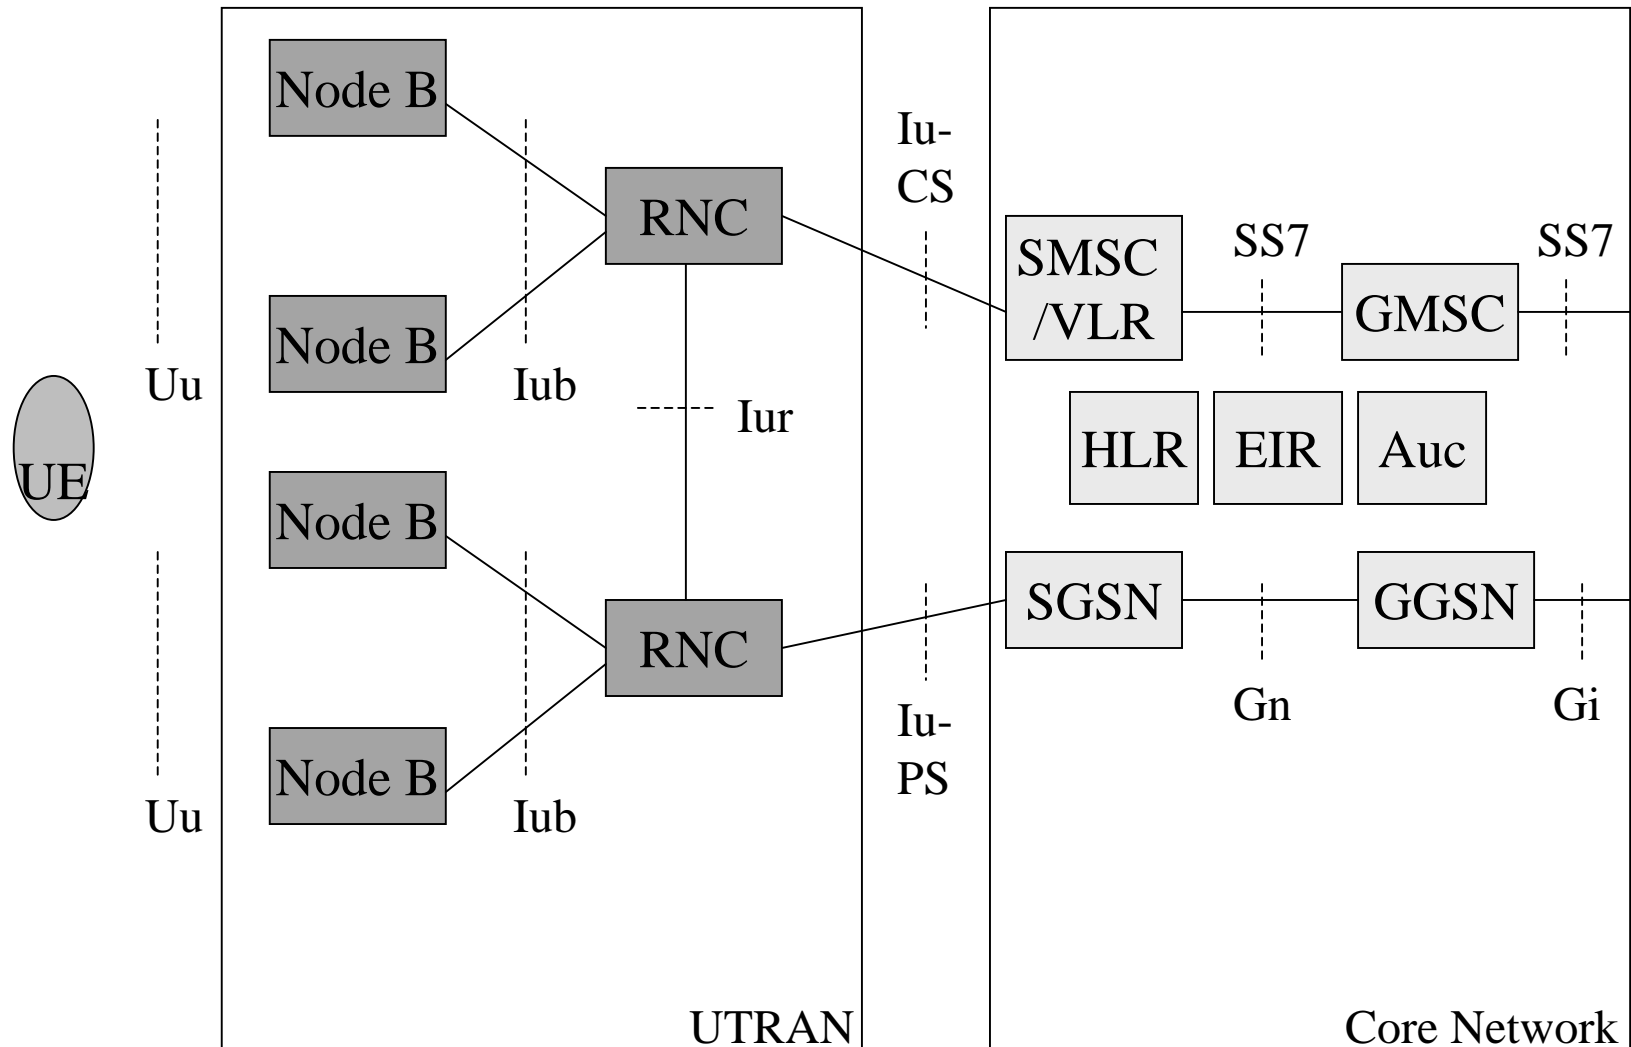 Node B
Iu-
CS
RNC
SMSC
/VLR
SS7
SS7
GMSC
Node B
Uu
Iub
Iur
HLR
EIR
Auc
UE
Node B
RNC
SGSN
GGSN
Iu-
PS
Gn
Gi
Node B
Uu
Iub
UTRAN
Core Network